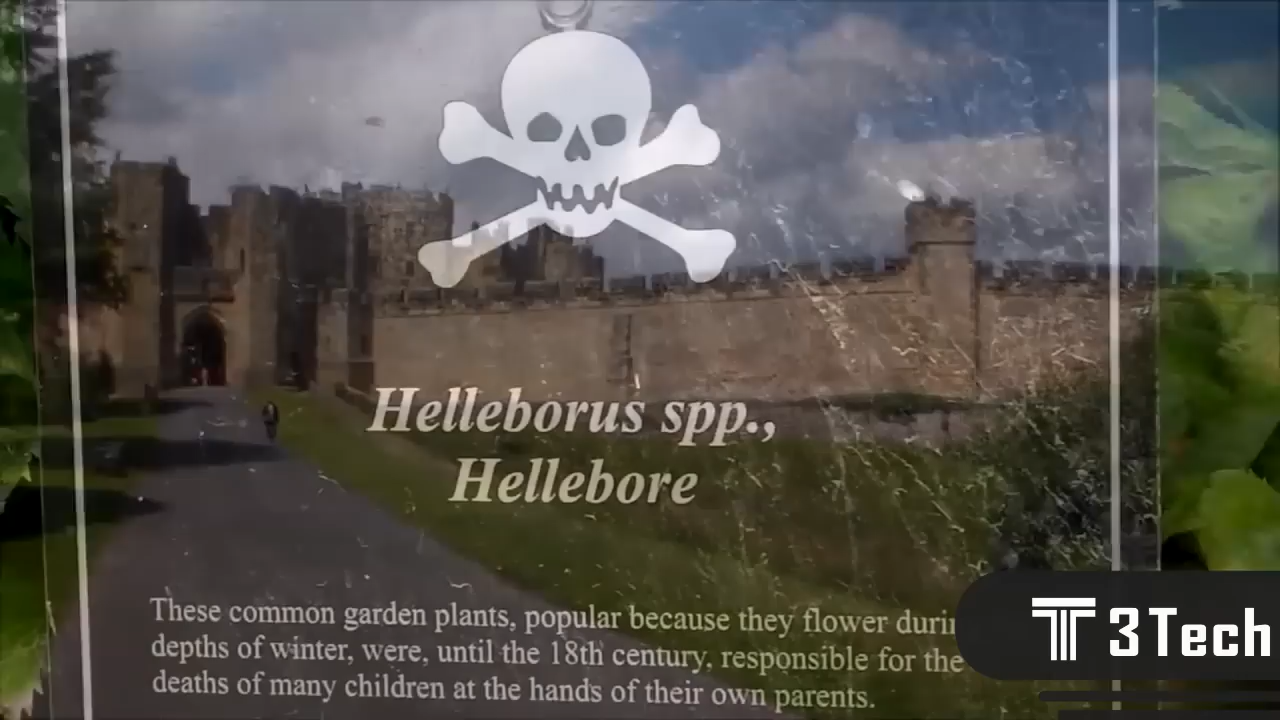 Helleborus spp.,
Hellebore
These common garden plants, popular because they flower
depths of winter, were, until the 18th century, responsible for the
deaths of many children at the hands of their own parents.
3Tech